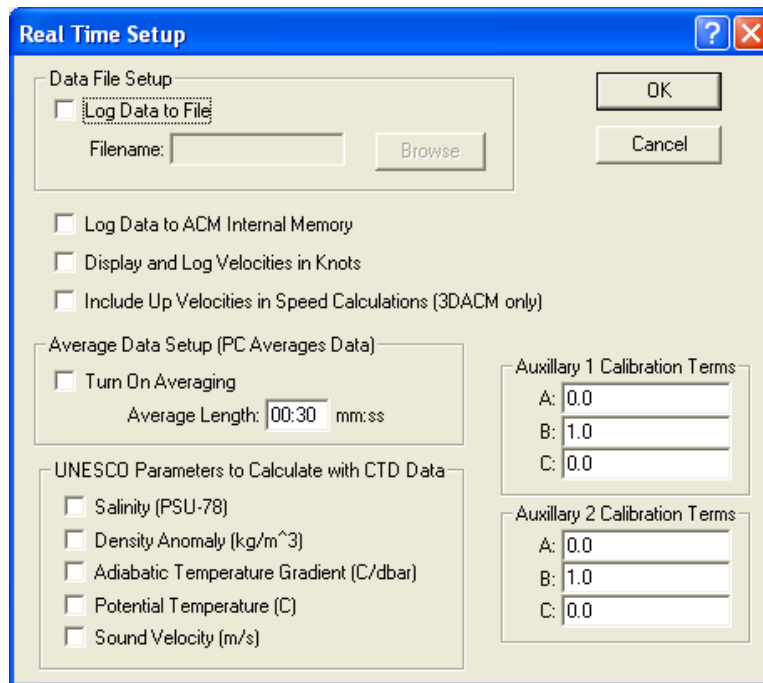 Real Time Setup
Data File Setup
Log Data to File
Filename:
Browse
OK
Cancel
Log Data to ACM Internal Memory
Display and Log Velocities in Knots
Include Up Velocities in Speed Calculations (3DACM only)
Average Data Setup (PC Averages Data)
Turn On Averaging
Average Length: 00:30 mm:ss
UNESCO Parameters to Calculate with CTD Data
Salinity (PSU-78)
Density Anomaly (kg/m^3)
Adiabatic Temperature Gradient (C/dbar)
Potential Temperature (C)
Sound Velocity (m/s)
Auxillary 1 Calibration Terms
A: 0.0
B: 1.0
C: 0.0
Auxillary 2 Calibration Terms
A: 0.0
B: 1.0
C: 0.0